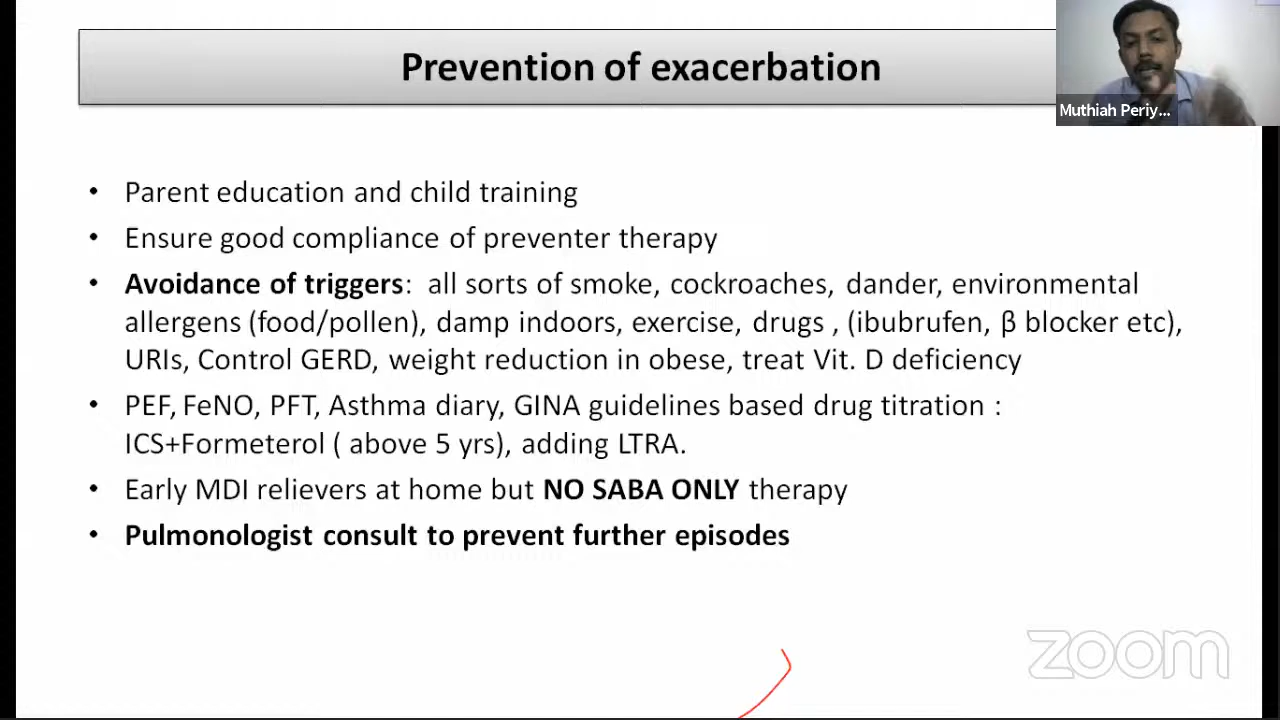 Prevention of exacerbation
Muthiah Periy...
• Parent education and child training
• Ensure good compliance of preventer therapy
• Avoidance of triggers: all sorts of smoke, cockroaches, dander, environmental
allergens (food/pollen), damp indoors, exercise, drugs , (ibubrufen, β blocker etc),
URIs, Control GERD, weight reduction in obese, treat Vit. D deficiency
• PEF, FeNO, PFT, Asthma diary, GINA guidelines based drug titration :
ICS+Formeterol ( above 5 yrs), adding LTRA.
• Early MDI relievers at home but NO SABA ONLY therapy
• Pulmonologist consult to prevent further episodes
zoom